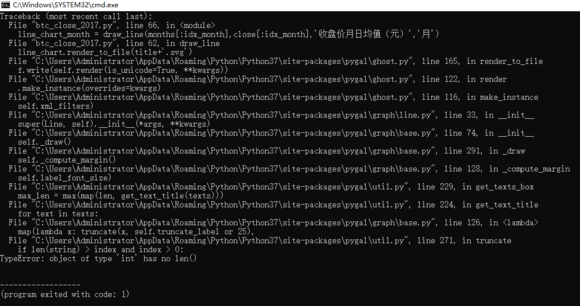 C:\Windows\SYSTEM32\cmd.exe
Traceback (most recent call last):
File "btc_close_2017.py", line 66, in <module>
line_chart_month = draw_line(months[:idx_month],close[:idx_month],'收盘价月日均值（元）','月')
File "btc_close_2017.py", line 62, in draw_line
line_chart.render_to_file(title+'.svg')
File "C:\Users\Administrator\AppData\Roaming\Python\Python37\site-packages\pygal\ghost.py", line 165, in render_to_file
f.write(self.render(is_unicode=True, **kwargs))
File "C:\Users\Administrator\AppData\Roaming\Python\Python37\site-packages\pygal\ghost.py", line 122, in render
.make_instance(overrides=kwargs)
File "C:\Users\Administrator\AppData\Roaming\Python\Python37\site-packages\pygal\ghost.py", line 116, in make_instance
self.xml_filters)
File "C:\Users\Administrator\AppData\Roaming\Python\Python37\site-packages\pygal\graph\line.py", line 33, in __init__
super(Line, self).__init__(*args, **kwargs)
File "C:\Users\Administrator\AppData\Roaming\Python\Python37\site-packages\pygal\graph\base.py", line 74, in __init__
self._draw()
File "C:\Users\Administrator\AppData\Roaming\Python\Python37\site-packages\pygal\graph\base.py", line 291, in _draw
self._compute_margin()
File "C:\Users\Administrator\AppData\Roaming\Python\Python37\site-packages\pygal\graph\base.py", line 128, in _compute_margin
self.label_font_size)
File "C:\Users\Administrator\AppData\Roaming\Python\Python37\site-packages\pygal\util.py", line 229, in get_texts_box
max_len = max(map(len, get_text_title(texts)))
File "C:\Users\Administrator\AppData\Roaming\Python\Python37\site-packages\pygal\util.py", line 224, in get_text_title
for text in texts:
File "C:\Users\Administrator\AppData\Roaming\Python\Python37\site-packages\pygal\graph\base.py", line 126, in <lambda>
map(lambda x: truncate(x, self.truncate_label or 25),
File "C:\Users\Administrator\AppData\Roaming\Python\Python37\site-packages\pygal\util.py", line 271, in truncate
if len(string) > index and index > 0:
TypeError: object of type 'int' has no len()
------------------
(program exited with code: 1)